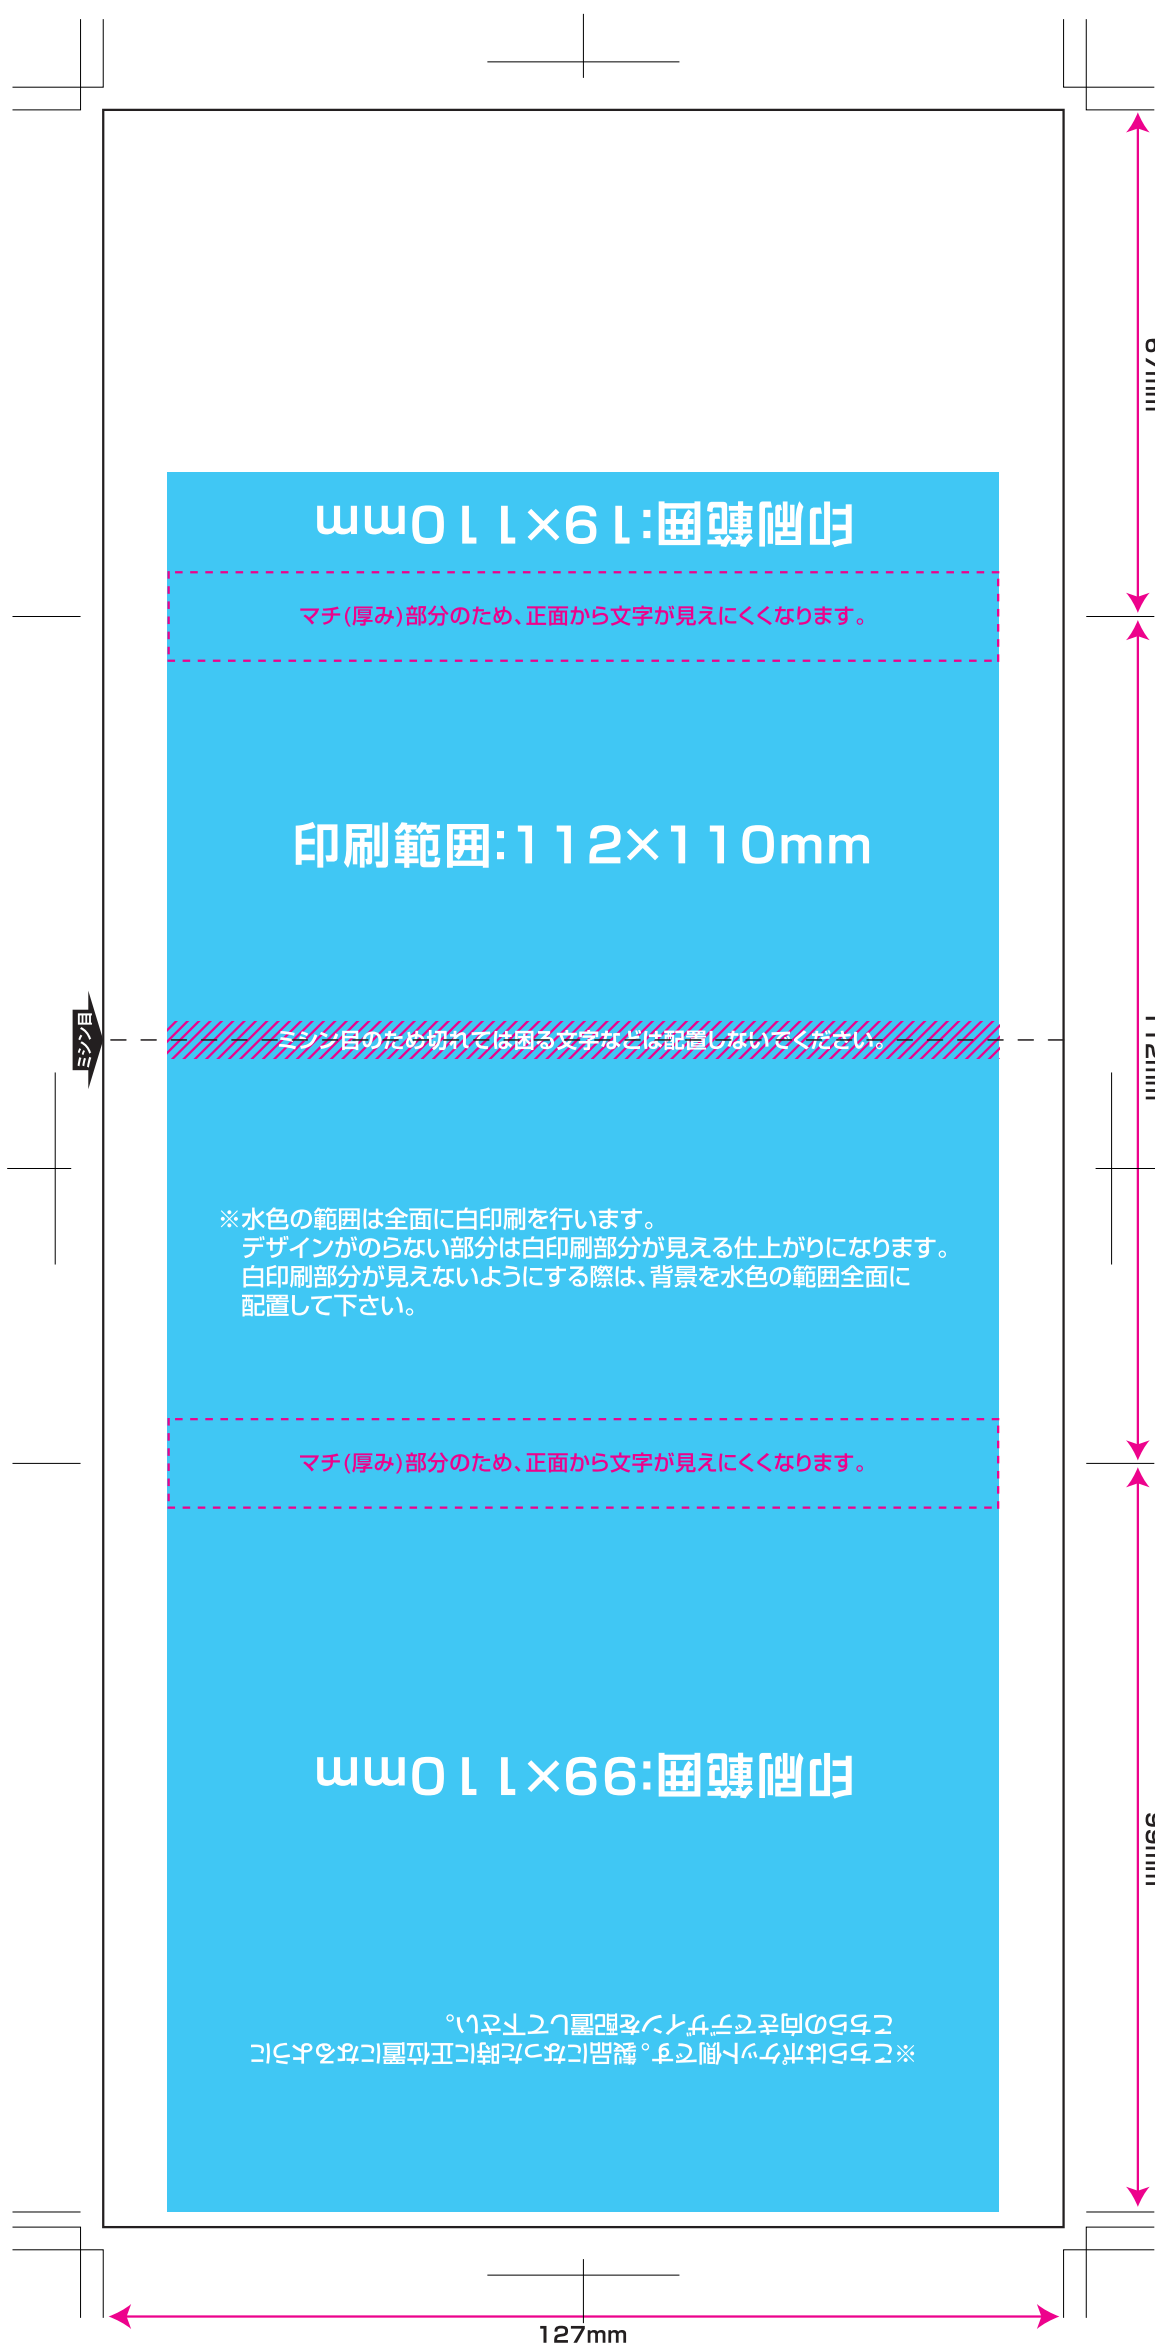 67mm
印刷範囲:19×110mm
マチ(厚み)部分のため、正面から文字が見えにくくなります。
印刷範囲:112×110mm
112mm
ミシン目
ミシン目のため切れては困る文字などは配置しないでください。
※水色の範囲は全面に白印刷を行います。
デザインがのらない部分は白印刷部分が見える仕上がりになります。
白印刷部分が見えないようにする際は、背景を水色の範囲全面に
配置して下さい。
マチ(厚み)部分のため、正面から文字が見えにくくなります。
印刷範囲:99×110mm
99mm
※こちらはポケット側です。製品になった時に正位置になるように
こちらの向きでデザインを配置して下さい。
127mm